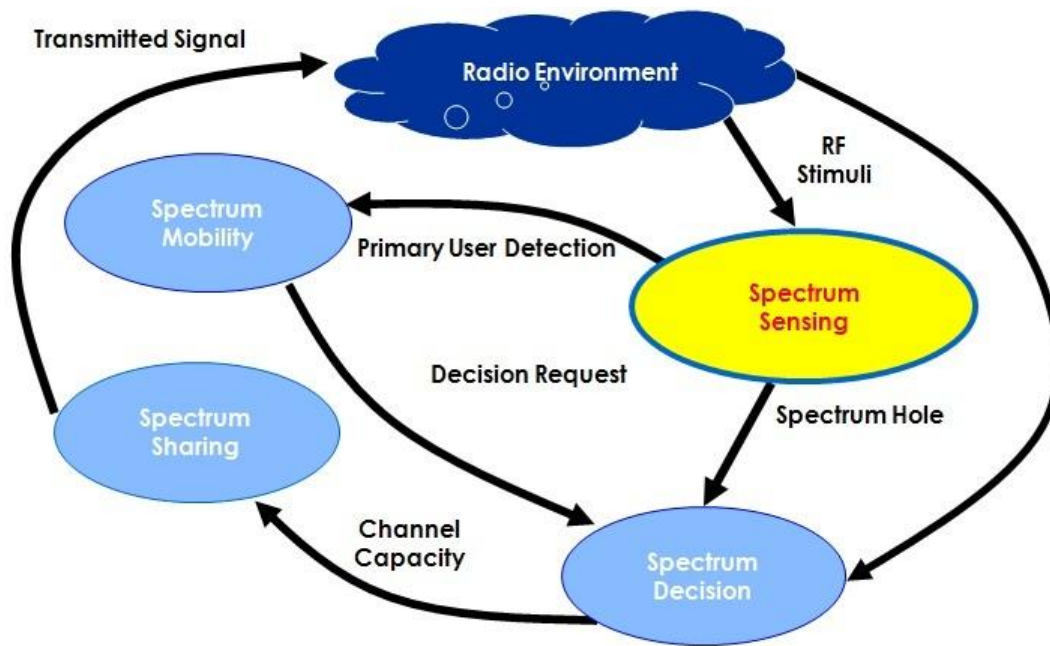 Transmitted Signal
Radio Environment
RF
Stimuli
Spectrum
Mobility
Primary User Detection
Spectrum
Sensing
Decision Request
Spectrum Hole
Spectrum
Sharing
Channel
Capacity
Spectrum
Decision